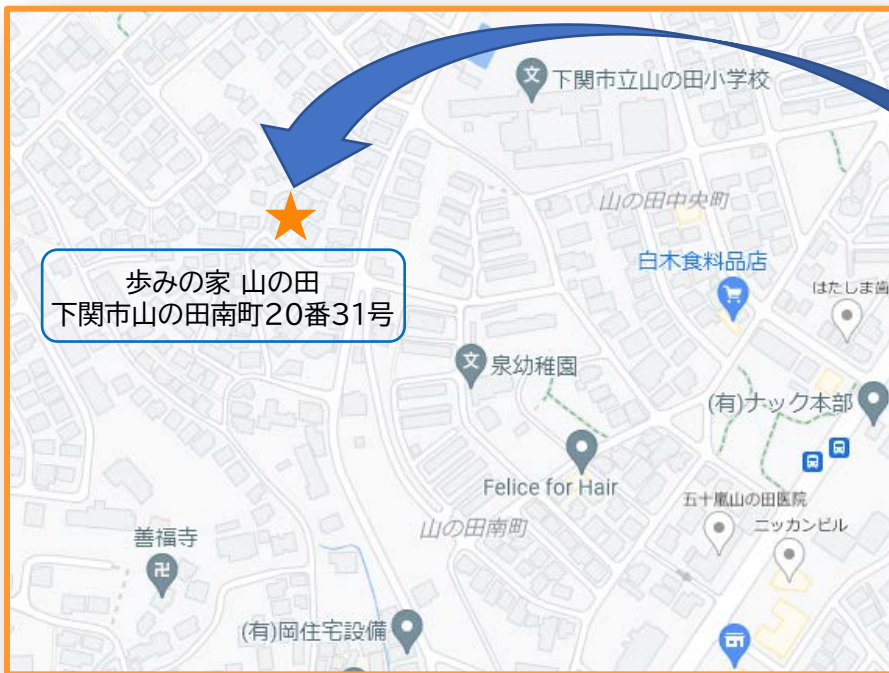 下関市立山の田小学校
山の田中央町
白木食料品店
歩みの家 山の田
下関市山の田南町20番31号
はたしま歯
泉幼稚園
(有)ナック本部
Felice for Hair
五十嵐山の田医院
山の田南町
ニッカンビル
善福寺
(有)岡住宅設備